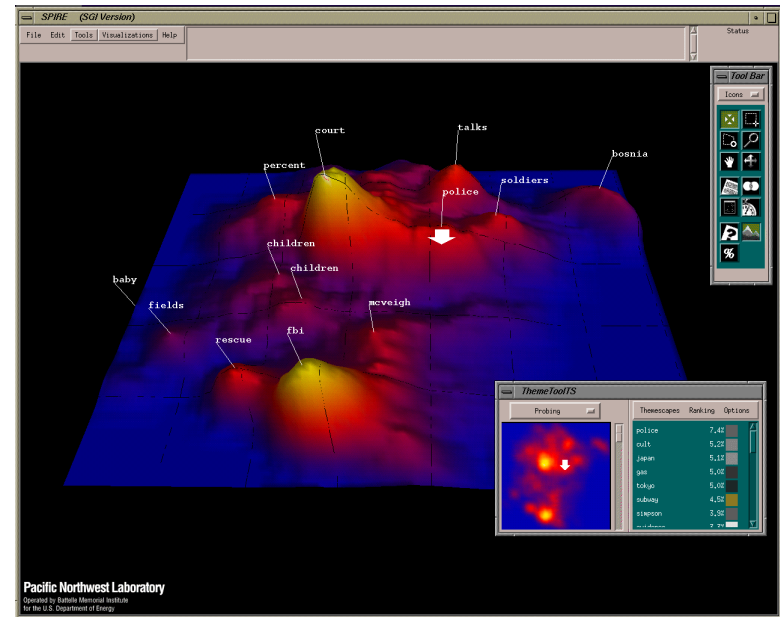 SPIRE (SGI Version)
File Edit Tools Visualizations Help
Status
Tool Bar
Icons
court
talks
bosnia
percent
soldiers
police
children
children
baby
fields
mcveigh
rescue
fbi
%
ThemeToolTS
Probing
Themescapes Ranking Options
police 7.4%
cult 5.2%
japan 5.1%
gas 5.0%
tokyo 5.0%
subway 4.5%
simpson 3.9%
Pacific Northwest Laboratory
Operated by Battelle Memorial Institute
for the U.S. Department of Energy